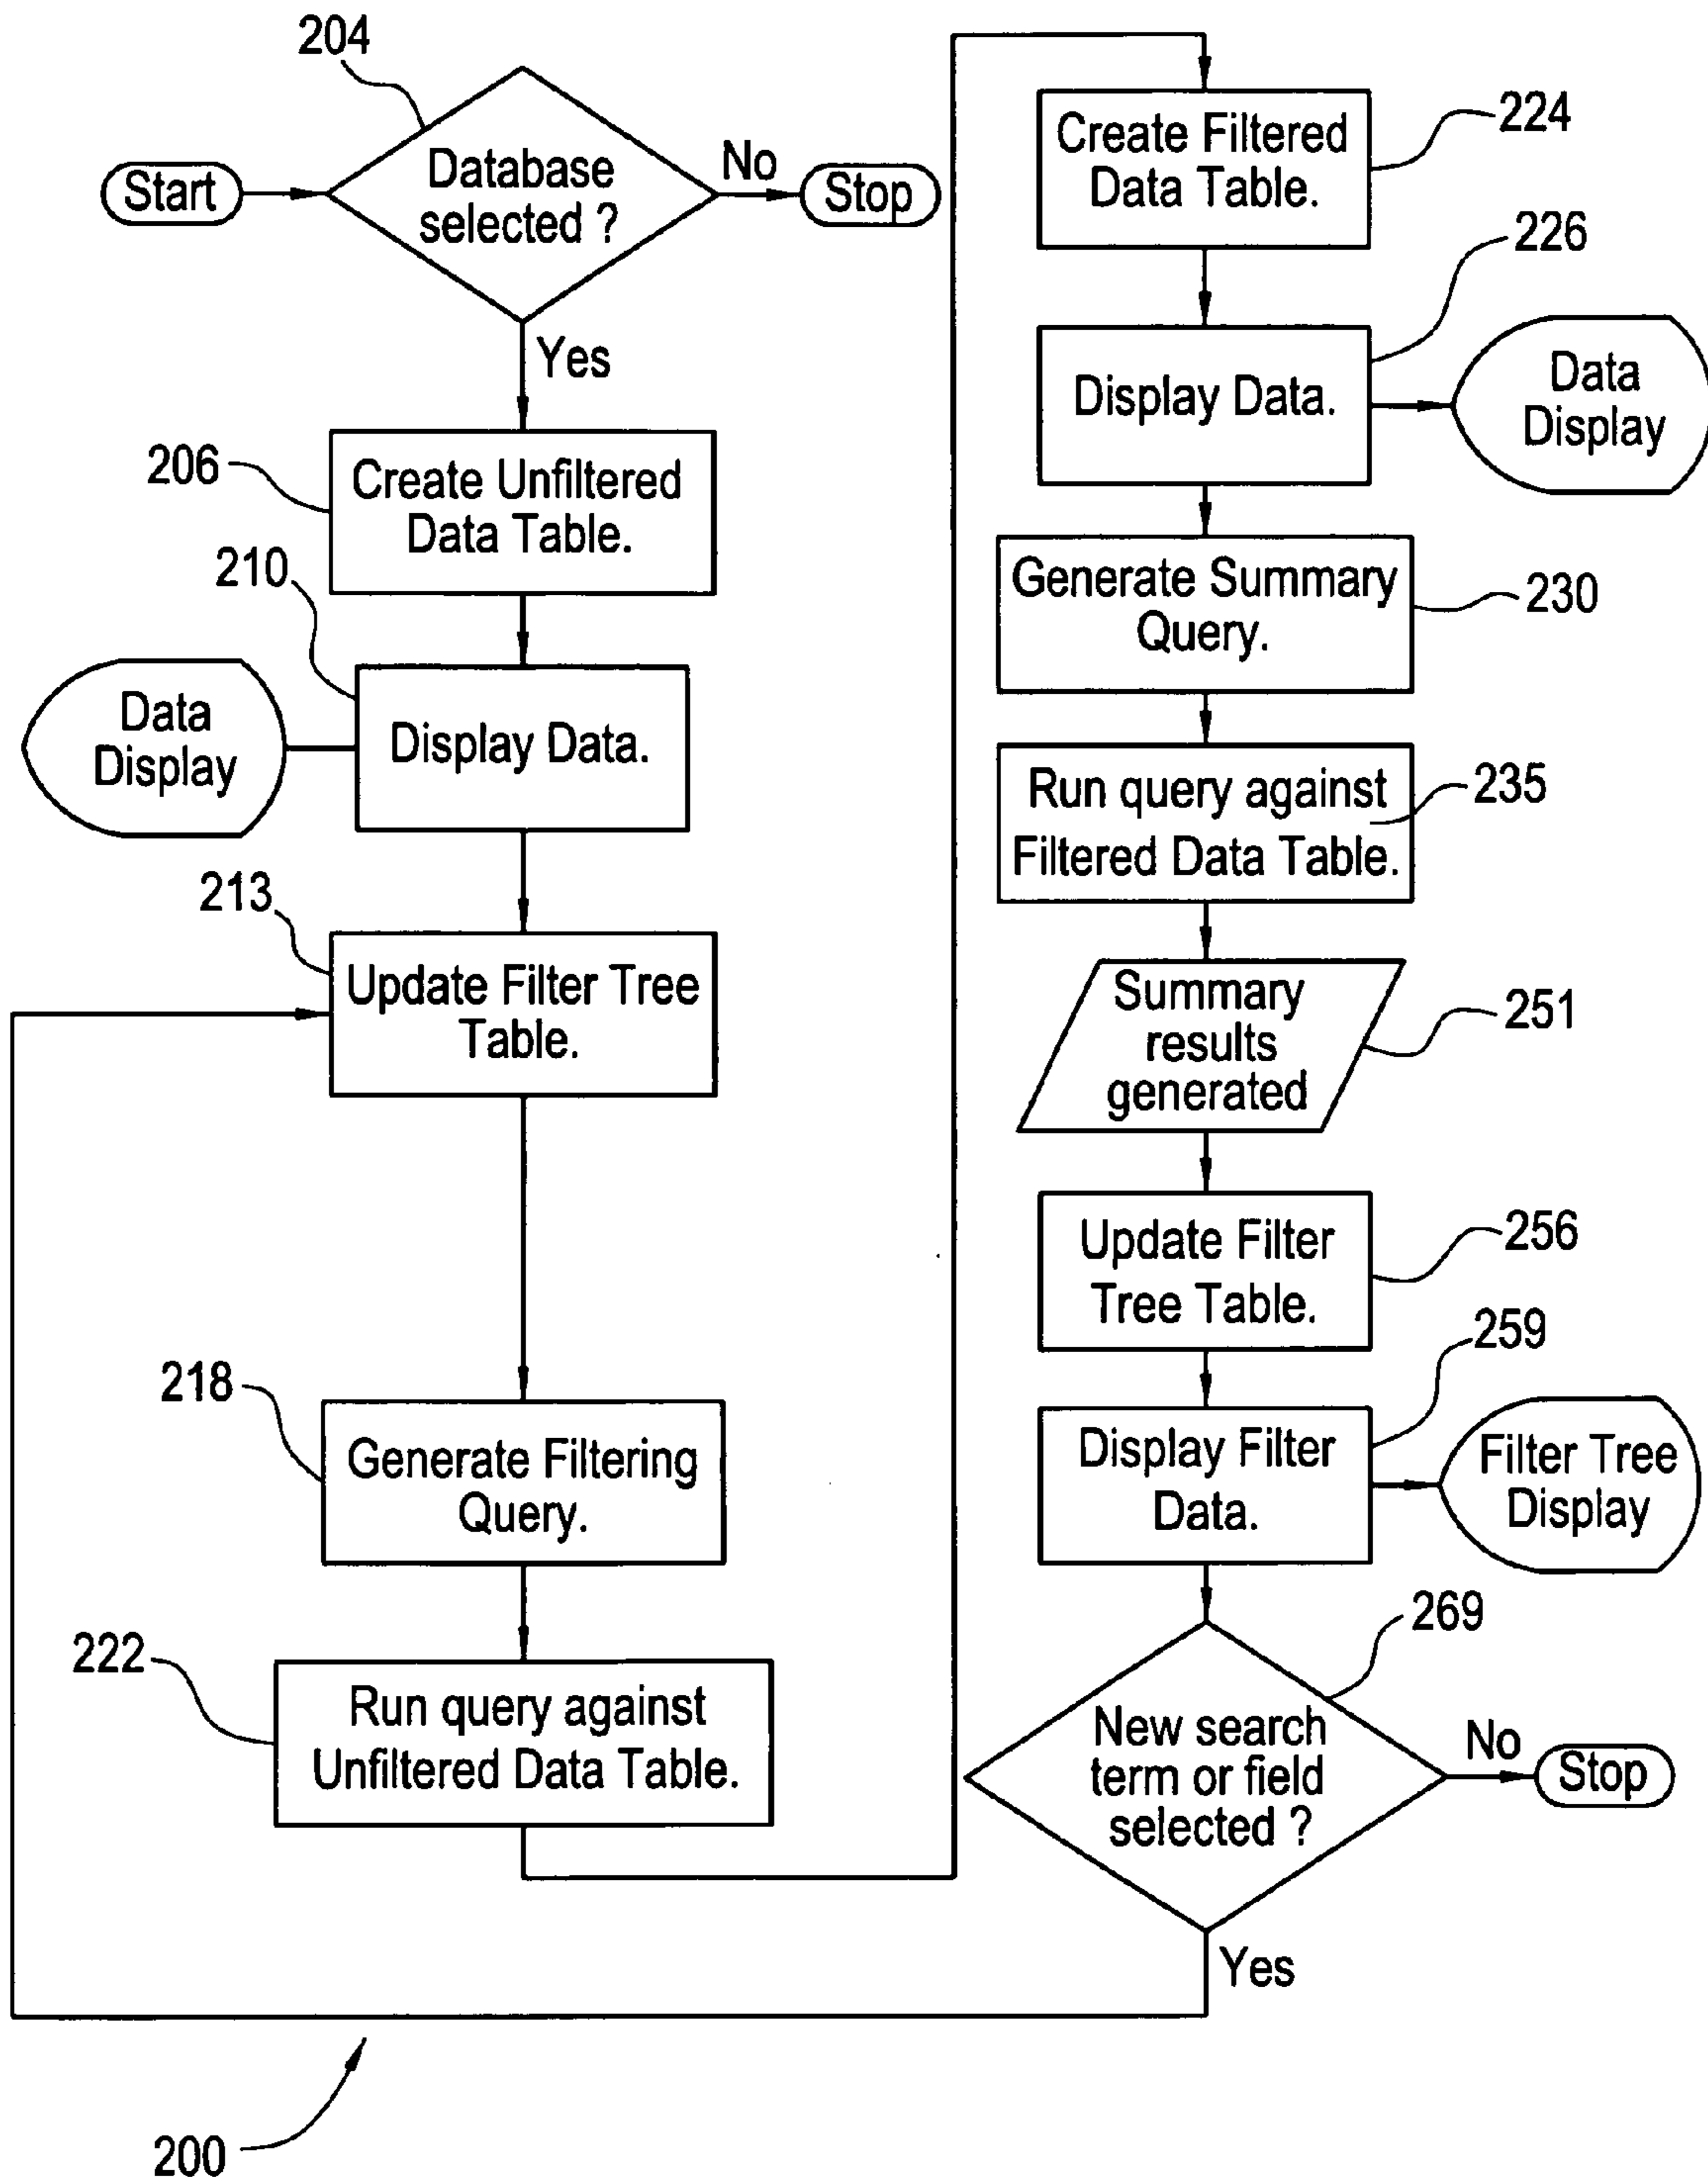 204
Start
Database
selected ?
No
Stop
Yes
206
Create Unfiltered
Data Table.
210
Data
Display
Display Data.
213
Update Filter Tree
Table.
218
Generate Filtering
Query.
222
Run query against
Unfiltered Data Table.
224
Create Filtered
Data Table.
226
Display Data.
Data
Display
230
Generate Summary
Query.
235
Run query against
Filtered Data Table.
251
Summary
results
generated
256
Update Filter
Tree Table.
259
Display Filter
Data.
Filter Tree
Display
269
New search
term or field
selected ?
No
Stop
Yes
200